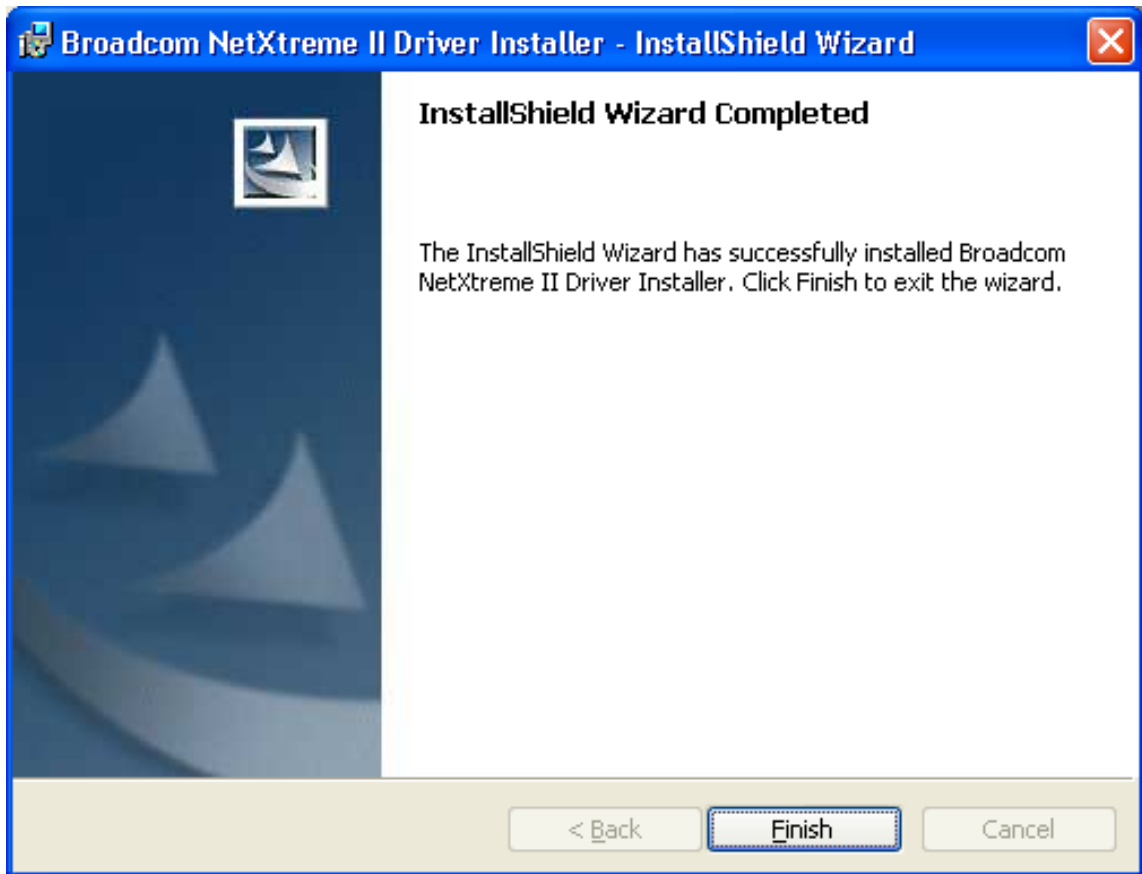 Broadcom NetXtreme II Driver Installer - InstallShield Wizard
InstallShield Wizard Completed
The InstallShield Wizard has successfully installed Broadcom
NetXtreme II Driver Installer. Click Finish to exit the wizard.
< Back
Finish
Cancel